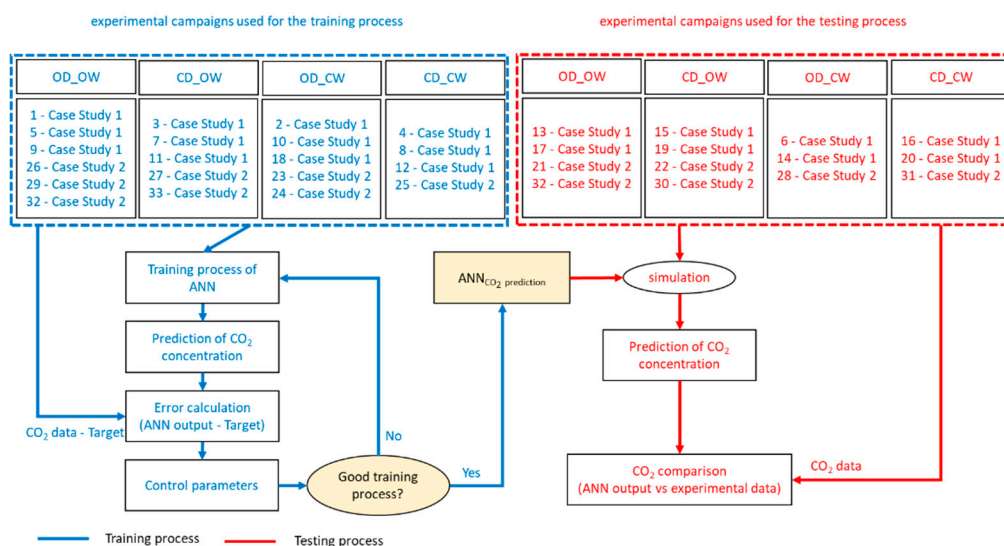 experimental campaigns used for the training process
experimental campaigns used for the testing process
OD_OW
CD_OW
OD_CW
CD_CW
1 - Case Study 1
5 - Case Study 1
9 - Case Study 1
26 - Case Study 2
29 - Case Study 2
32 - Case Study 2
3 - Case Study 1
7 - Case Study 1
11 - Case Study 1
27 - Case Study 2
33 - Case Study 2
2 - Case Study 1
10 - Case Study 1
18 - Case Study 1
23 - Case Study 2
24 - Case Study 2
4 - Case Study 1
8 - Case Study 1
12 - Case Study 1
25 - Case Study 2
OD_OW
CD_OW
OD_CW
CD_CW
13 - Case Study 1
17 - Case Study 1
21 - Case Study 2
32 - Case Study 2
15 - Case Study 1
19 - Case Study 1
22 - Case Study 2
30 - Case Study 2
6 - Case Study 1
14 - Case Study 1
28 - Case Study 2
16 - Case Study 1
20 - Case Study 1
31 - Case Study 2
Training process of
ANN
Prediction of CO2
concentration
Error calculation
(ANN output - Target)
CO2 data - Target
Control parameters
Good training
process?
No
Yes
ANNCO2 prediction
simulation
Prediction of CO2
concentration
CO2 comparison
(ANN output vs experimental data)
CO2 data
Training process
Testing process